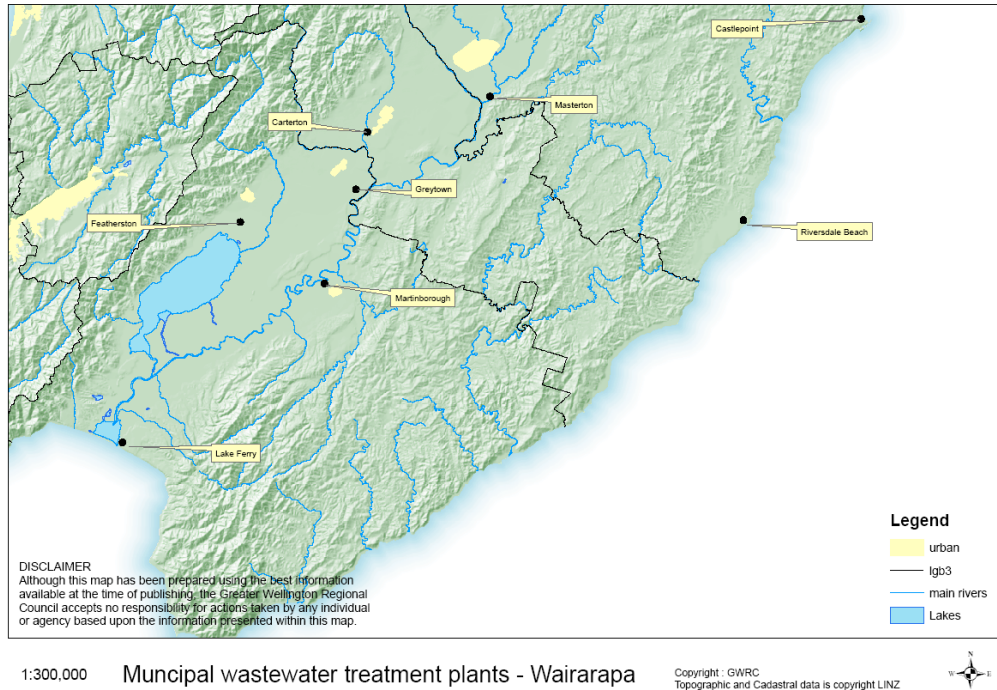 Castlepoint
Masterton
Carterton
Greytown
Featherston
Riversdale Beach
Martinborough
Lake Ferry
Legend
urban
lgb3
main rivers
Lakes
DISCLAIMER
Although this map has been prepared using the best information
available at the time of publishing, the Greater Wellington Regional
Council accepts no responsibility for actions taken by any individual
or agency based upon the information presented within this map.
1:300,000
Muncipal wastewater treatment plants - Wairarapa
Copyright : GWRC
Topographic and Cadastral data is copyright LINZ
N
W E
S